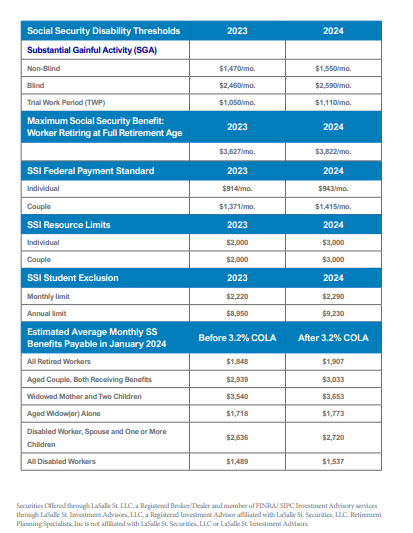 Social Security Disability Thresholds 2023 2024
Substantial Gainful Activity (SGA)
Non-Blind $1,470/mo. $1,550/mo.
Blind $2,460/mo. $2,590/mo.
Trial Work Period (TWP) $1,050/mo. $1,110/mo.
Maximum Social Security Benefit:
Worker Retiring at Full Retirement Age 2023 2024
$3,627/mo. $3,822/mo.
SSI Federal Payment Standard 2023 2024
Individual $914/mo. $943/mo.
Couple $1,371/mo. $1,415/mo.
SSI Resource Limits 2023 2024
Individual $2,000 $3,000
Couple $2,000 $3,000
SSI Student Exclusion 2023 2024
Monthly limit $2,220 $2,290
Annual limit $8,950 $9,230
Estimated Average Monthly SS
Benefits Payable in January 2024 Before 3.2% COLA After 3.2% COLA
All Retired Workers $1,848 $1,907
Aged Couple, Both Receiving Benefits $2,939 $3,033
Widowed Mother and Two Children $3,540 $3,653
Aged Widow(er) Alone $1,718 $1,773
Disabled Worker, Spouse and One or More
Children $2,636 $2,720
All Disabled Workers $1,489 $1,537
Securities Offered through LaSalle St. LLC, a Registered Broker/Dealer and member of FINRA/ SIPC Investment Advisory services
through LaSalle St. Investment Advisors, LLC, a Registered Investment Advisor affiliated with LaSalle St. Securities, LLC. Retirement
Planning Specialists, Inc is not affiliated with LaSalle St. Securities, LLC or LaSalle St. Investment Advisors